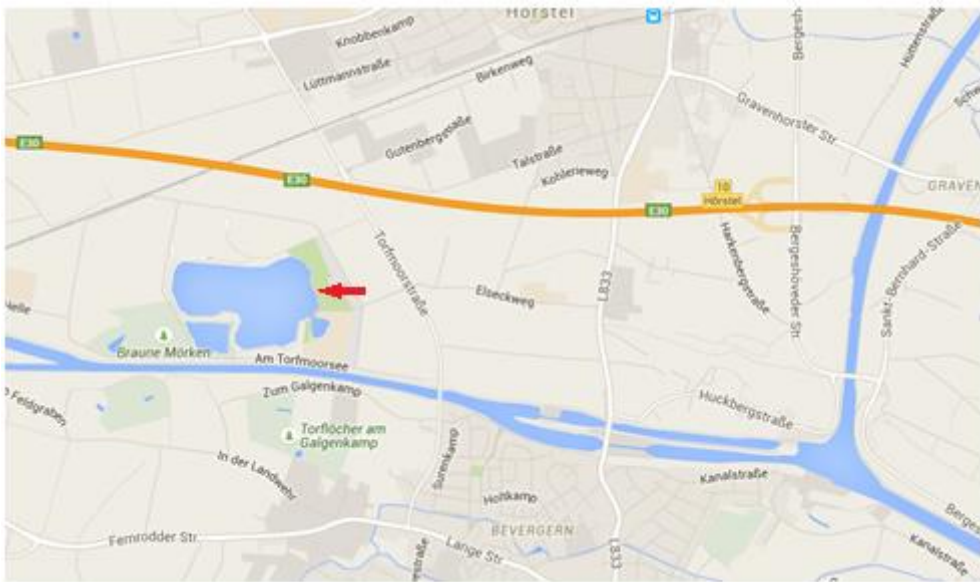 Hörstel
Knobbenkamp
Lüttmannstraße
Birkenweg
Hüttenstraße
Gravenhorster Str.
Gutenbergstraße
Talstraße
E30
E30
10
Hörstel
E30
Torfmoorstraße
Harkenbergstraße
Bergeshöveder Str.
Sankt-Bernhard-Straße
L833
Elseckweg
Braune Mörken
Am Torfmoorsee
Zum Galgenkamp
Huckbergstraße
Feldgraben
Torflöcher am
Galgenkamp
Surenkamp
In der Landwehr
Kanalstraße
Holtkamp
BEVERGERN
Fernrodder Str.
Lange Str.
L833
Kanalstraße